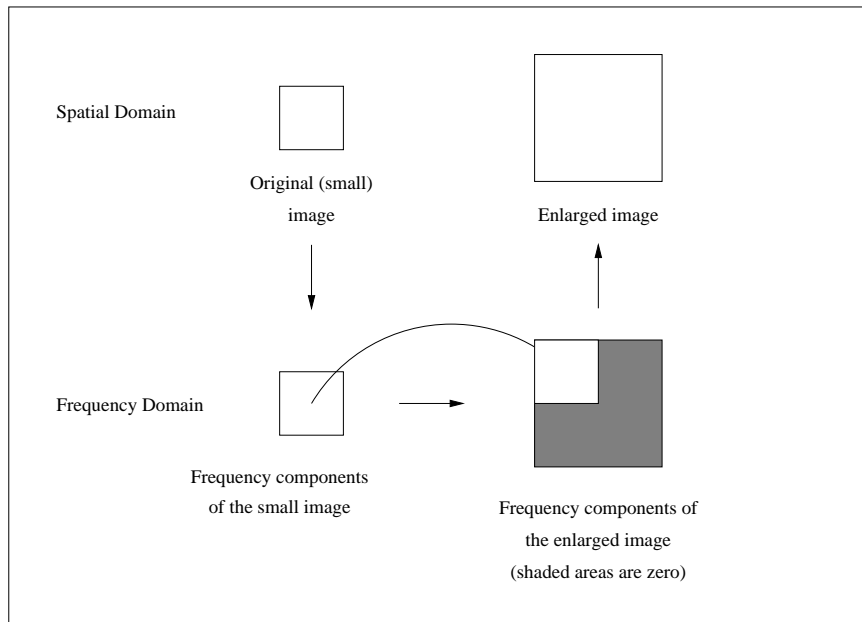 Spatial Domain
Original (small)
image
Enlarged image
Frequency Domain
Frequency components
of the small image
Frequency components of
the enlarged image
(shaded areas are zero)